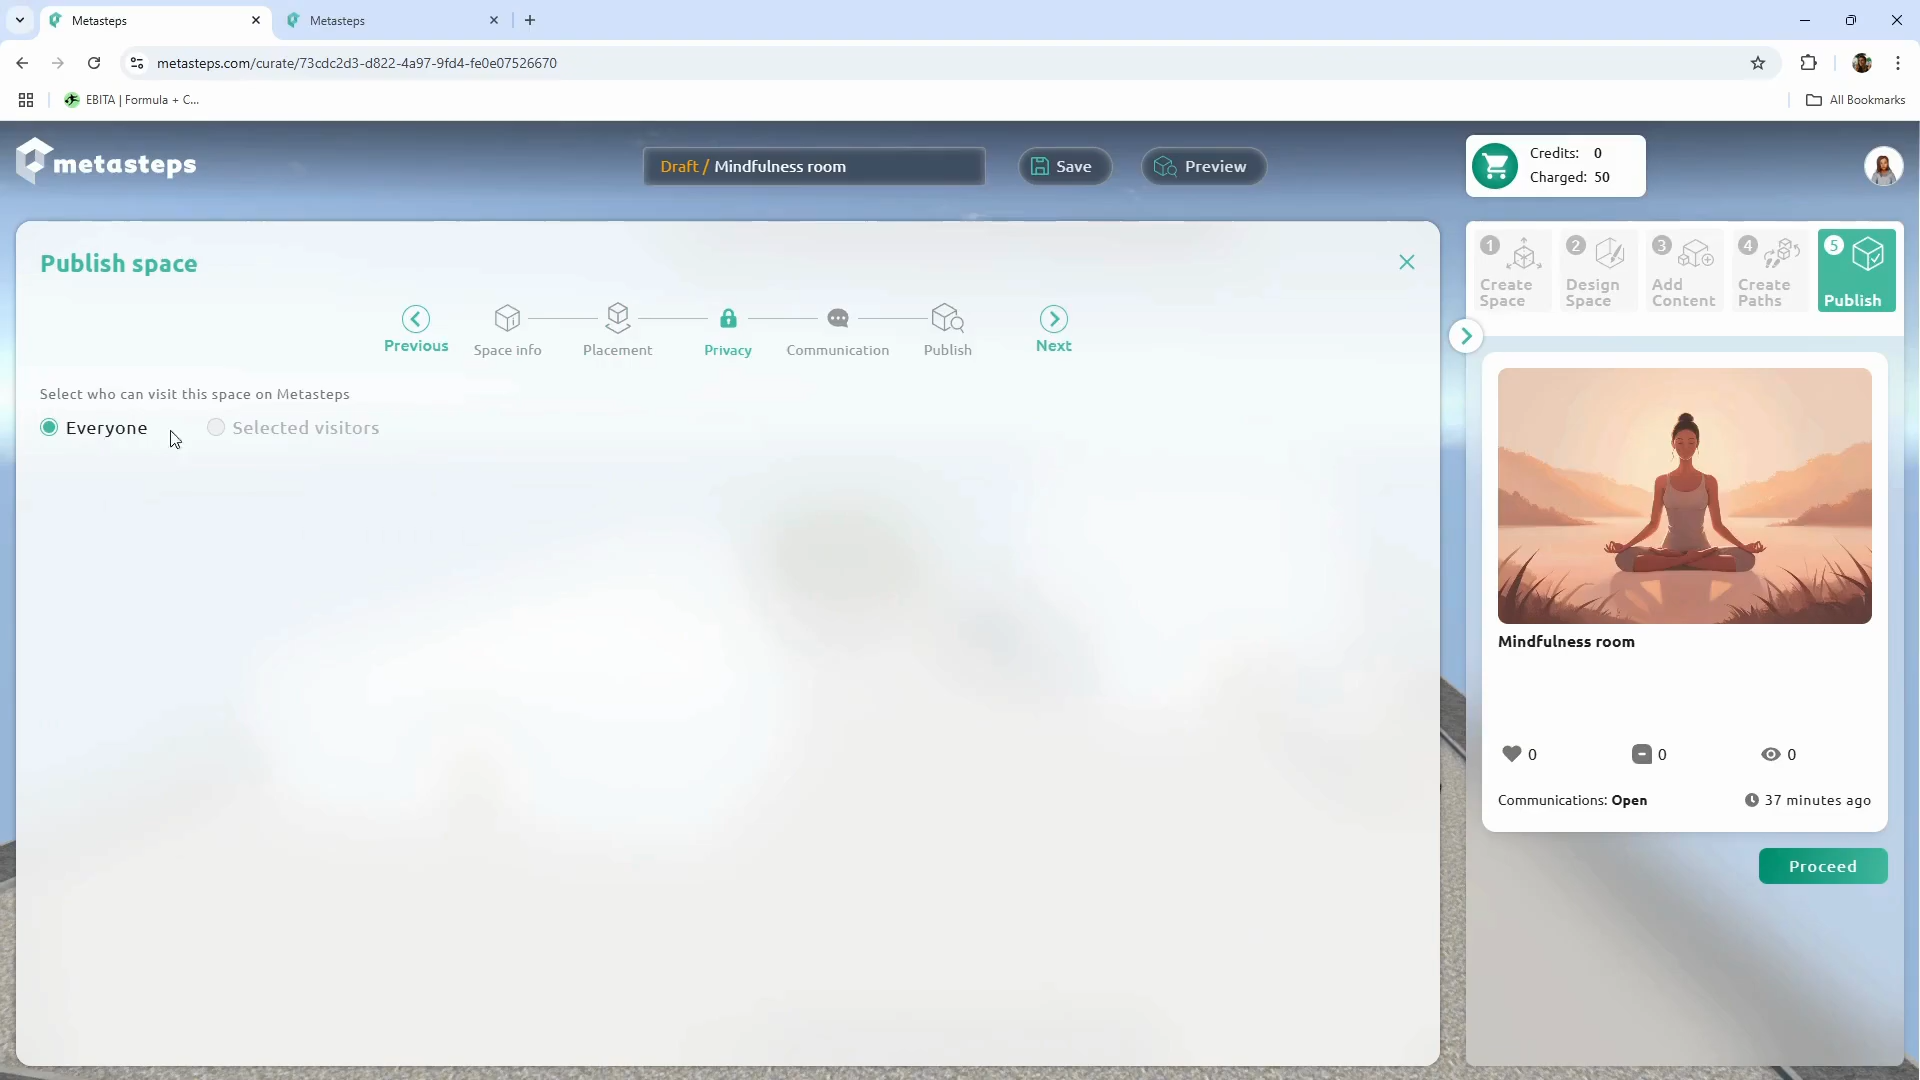 Metasteps
Metasteps
metasteps.com/curate/73cdc2d3-d822-4a97-9fd4-fe0e07526670
EBITA | Formula + C...
All Bookmarks
metasteps
Draft / Mindfulness room
Save
Preview
Credits: 0
Charged: 50
Publish space
Previous
Space info
Placement
Privacy
Communication
Publish
Next
1 Create Space
2 Design Space
3 Add Content
4 Create Paths
5 Publish
Select who can visit this space on Metasteps
Everyone
Selected visitors
Mindfulness room
0
0
0
Communications: Open
37 minutes ago
Proceed